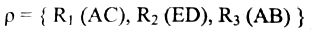 ρ = { R₁ (AC), R₂ (ED), R₃ (AB) }